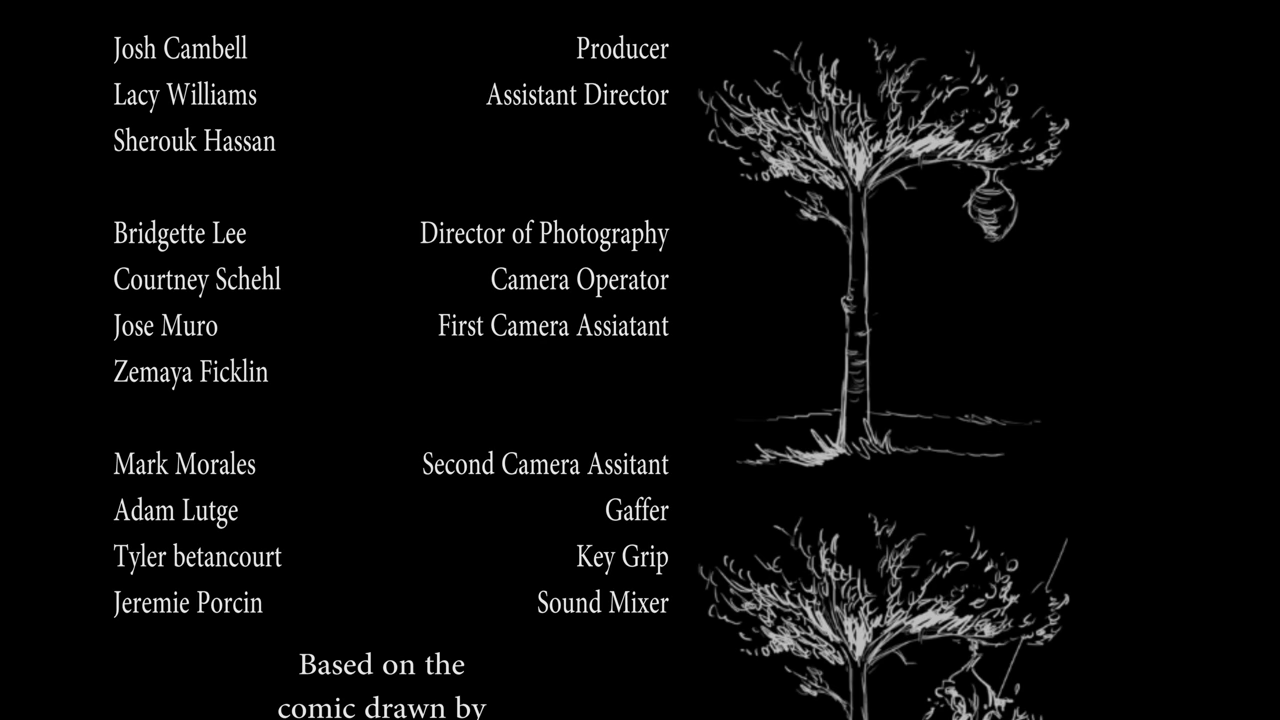 Josh Cambell Producer
Lacy Williams Assistant Director
Sherouk Hassan
Bridgette Lee Director of Photography
Courtney Schehl Camera Operator
Jose Muro First Camera Assiatant
Zemaya Ficklin
Mark Morales Second Camera Assitant
Adam Lutge Gaffer
Tyler betancourt Key Grip
Jeremie Porcin Sound Mixer
Based on the
comic drawn by